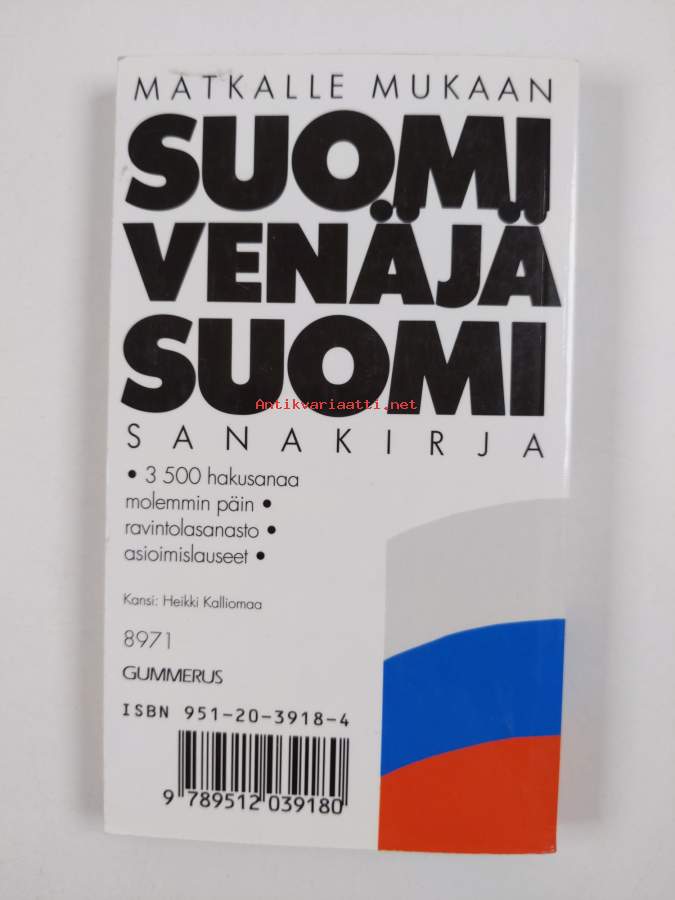 MATKALLE MUKAAN
SUOMI
VENÄJÄ
SUOMI
Antikvariaatti.net
SANAKIRJA
• 3 500 hakusanaa
molemmin päin •
ravintolasanasto •
asioimislauseet •
Kansi: Heikki Kalliomaa
8971
GUMMERUS
ISBN 951-20-3918-4
9 789512 039180